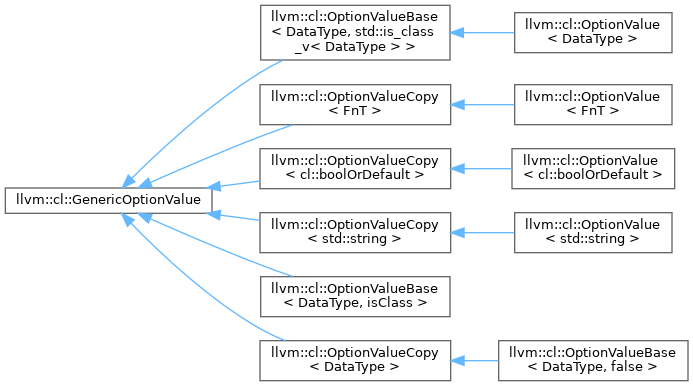 llvm::cl::OptionValueBase
< DataType, std::is_class
_v< DataType > >
llvm::cl::OptionValue
< DataType >
llvm::cl::OptionValueCopy
< FnT >
llvm::cl::OptionValue
< FnT >
llvm::cl::OptionValueCopy
< cl::boolOrDefault >
llvm::cl::OptionValue
< cl::boolOrDefault >
llvm::cl::GenericOptionValue
llvm::cl::OptionValueCopy
< std::string >
llvm::cl::OptionValue
< std::string >
llvm::cl::OptionValueBase
< DataType, isClass >
llvm::cl::OptionValueCopy
< DataType >
llvm::cl::OptionValueBase
< DataType, false >